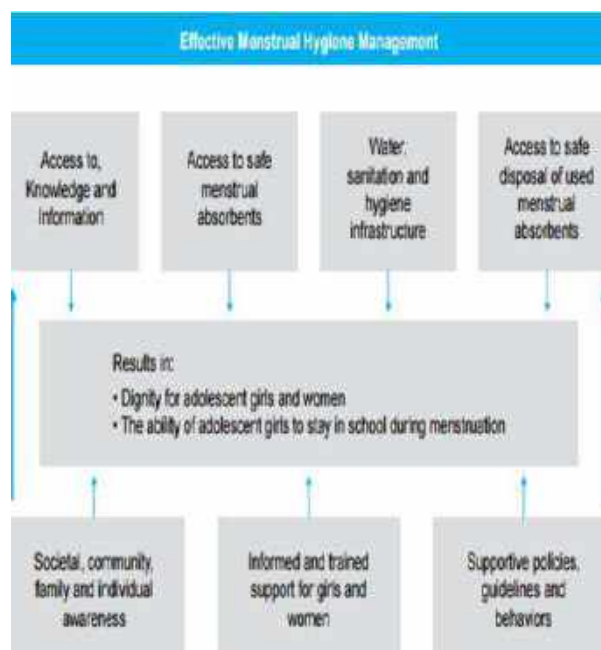 Effective Menstrual Hygiene Management
Access to,
Knowledge and
Information
Access to safe
menstrual
absorbents
Water
sanitation and
hygiene
infrastructure
Access to safe
disposal of used
menstrual
absorbents
Results in:
• Dignity for adolescent girls and women
• The ability of adolescent girls to stay in school during menstruation
Societal, community,
family and individual
awareness
Informed and trained
support for girls and
women
Supportive policies,
guidelines and
behaviors